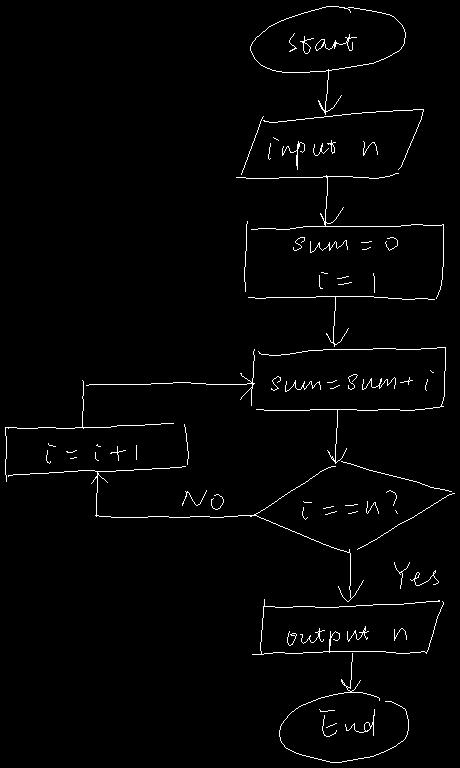 start
input n
sum = 0
i = 1
sum = sum + i
i = i + 1
i == n?
NO
Yes
output n
End